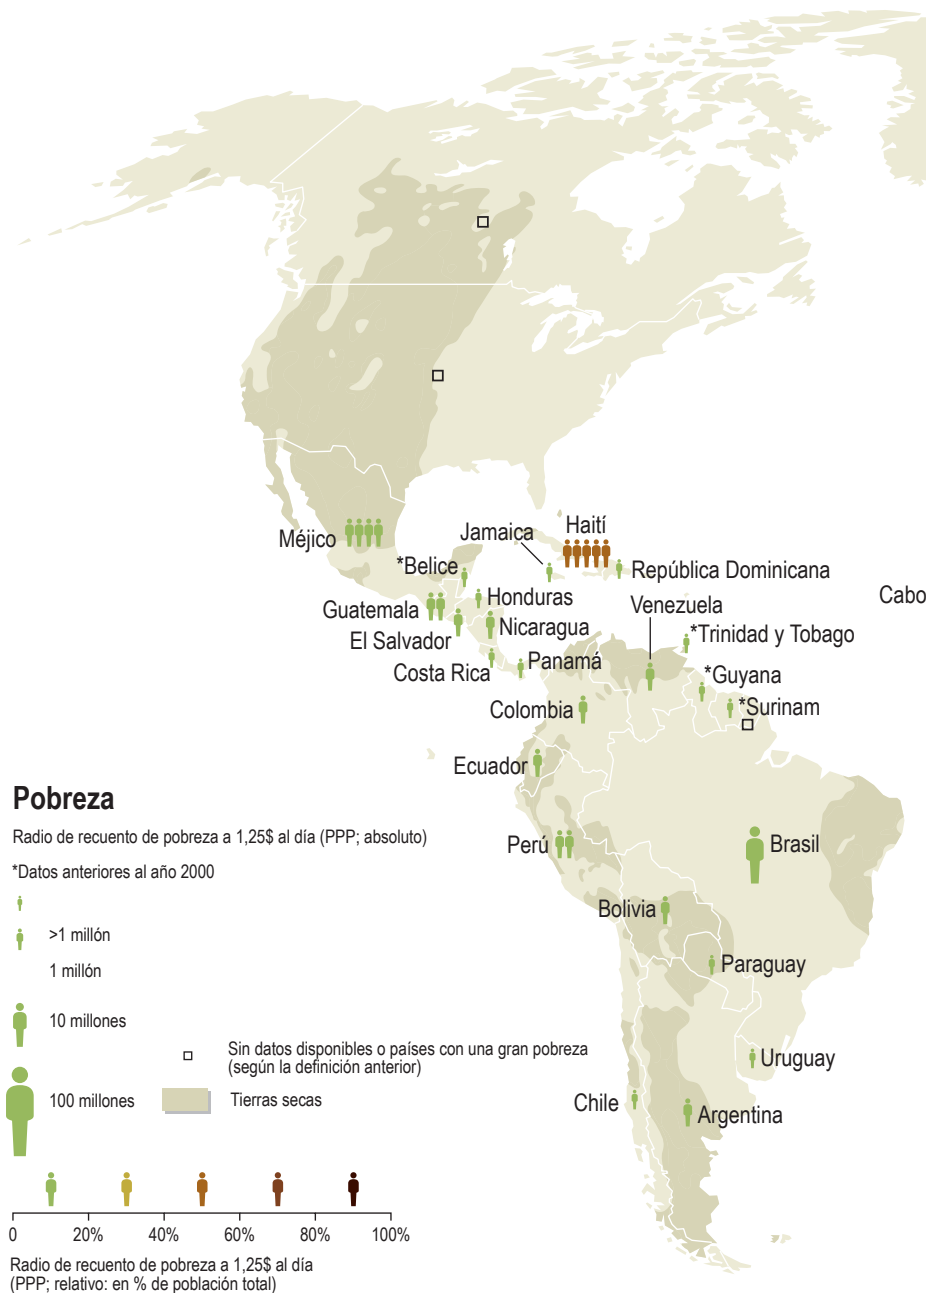 Méjico
Jamaica
Haití
*Belice
República Dominicana
Guatemala
Honduras
Venezuela
Cabo
El Salvador
Nicaragua
*Trinidad y Tobago
Costa Rica
Panamá
*Guyana
Colombia
*Surinam
Ecuador
Perú
Brasil
Bolivia
Paraguay
Uruguay
Chile
Argentina
Pobreza
Radio de recuento de pobreza a 1,25$ al día (PPP; absoluto)
*Datos anteriores al año 2000
>1 millón
1 millón
10 millones
100 millones
Sin datos disponibles o países con una gran pobreza
(según la definición anterior)
Tierras secas
0 20% 40% 60% 80% 100%
Radio de recuento de pobreza a 1,25$ al día
(PPP; relativo: en % de población total)